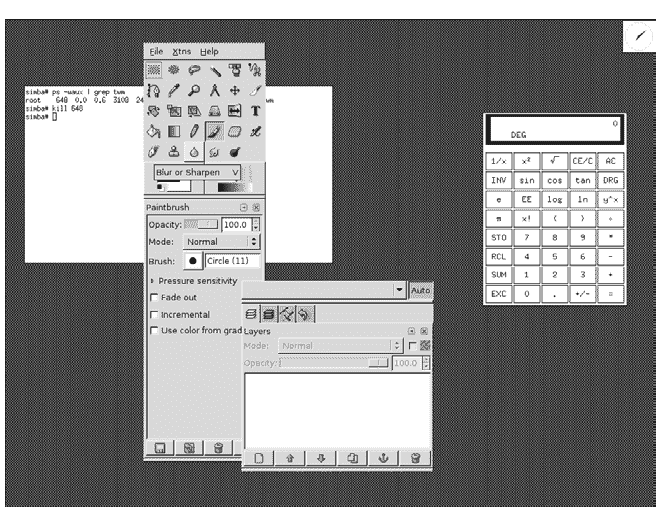 simba# ps -waux | grep twm
root 648 0.0 0.6 3108 24
wm
simba# kill 648
simba#
File Xtns Help
T
Blur or Sharpen V
Paintbrush
Opacity: 100.0
Mode: Normal
Brush: Circle (11)
Pressure sensitivity
Fade out
Incremental
Use color from grad
Auto
Layers
Mode: Normal
Opacity: 100.0
0
DEG
1/x x² √ CE/C AC
INV sin cos tan DRG
e EE log ln y^x
π x! ( ) ÷
STO 7 8 9 *
RCL 4 5 6 -
SUM 1 2 3 +
EXC 0 . +/- =